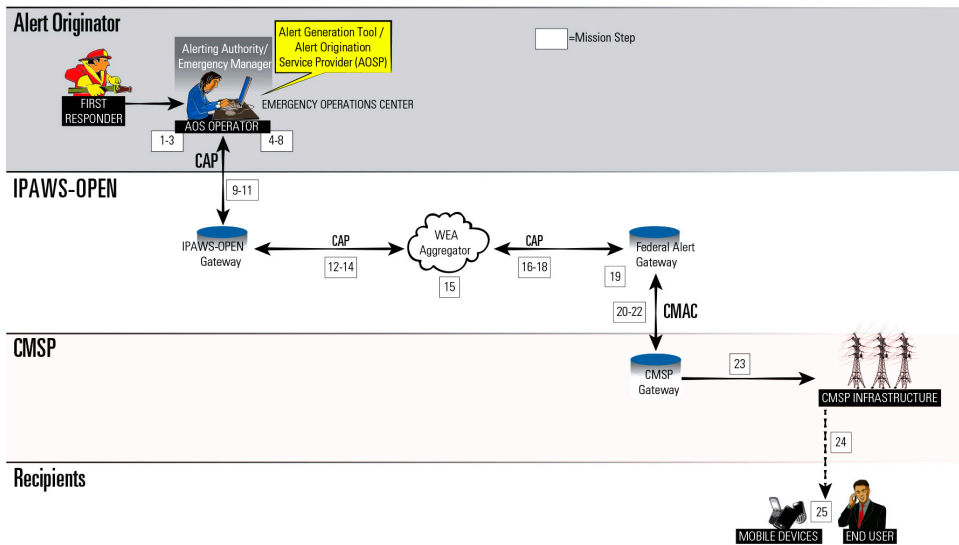 Alert Originator
Alert Generation Tool /
Alert Origination
Service Provider (AOSP)
=Mission Step
Alerting Authority/
Emergency Manager
EMERGENCY OPERATIONS CENTER
FIRST
RESPONDER
AOS OPERATOR
1-3
4-8
CAP
9-11
IPAWS-OPEN
IPAWS-OPEN
Gateway
CAP
12-14
WEA
Aggregator
15
CAP
16-18
Federal Alert
Gateway
19
20-22
CMAC
CMSP
CMSP
Gateway
23
CMSP INFRASTRUCTURE
24
Recipients
25
MOBILE DEVICES
END USER